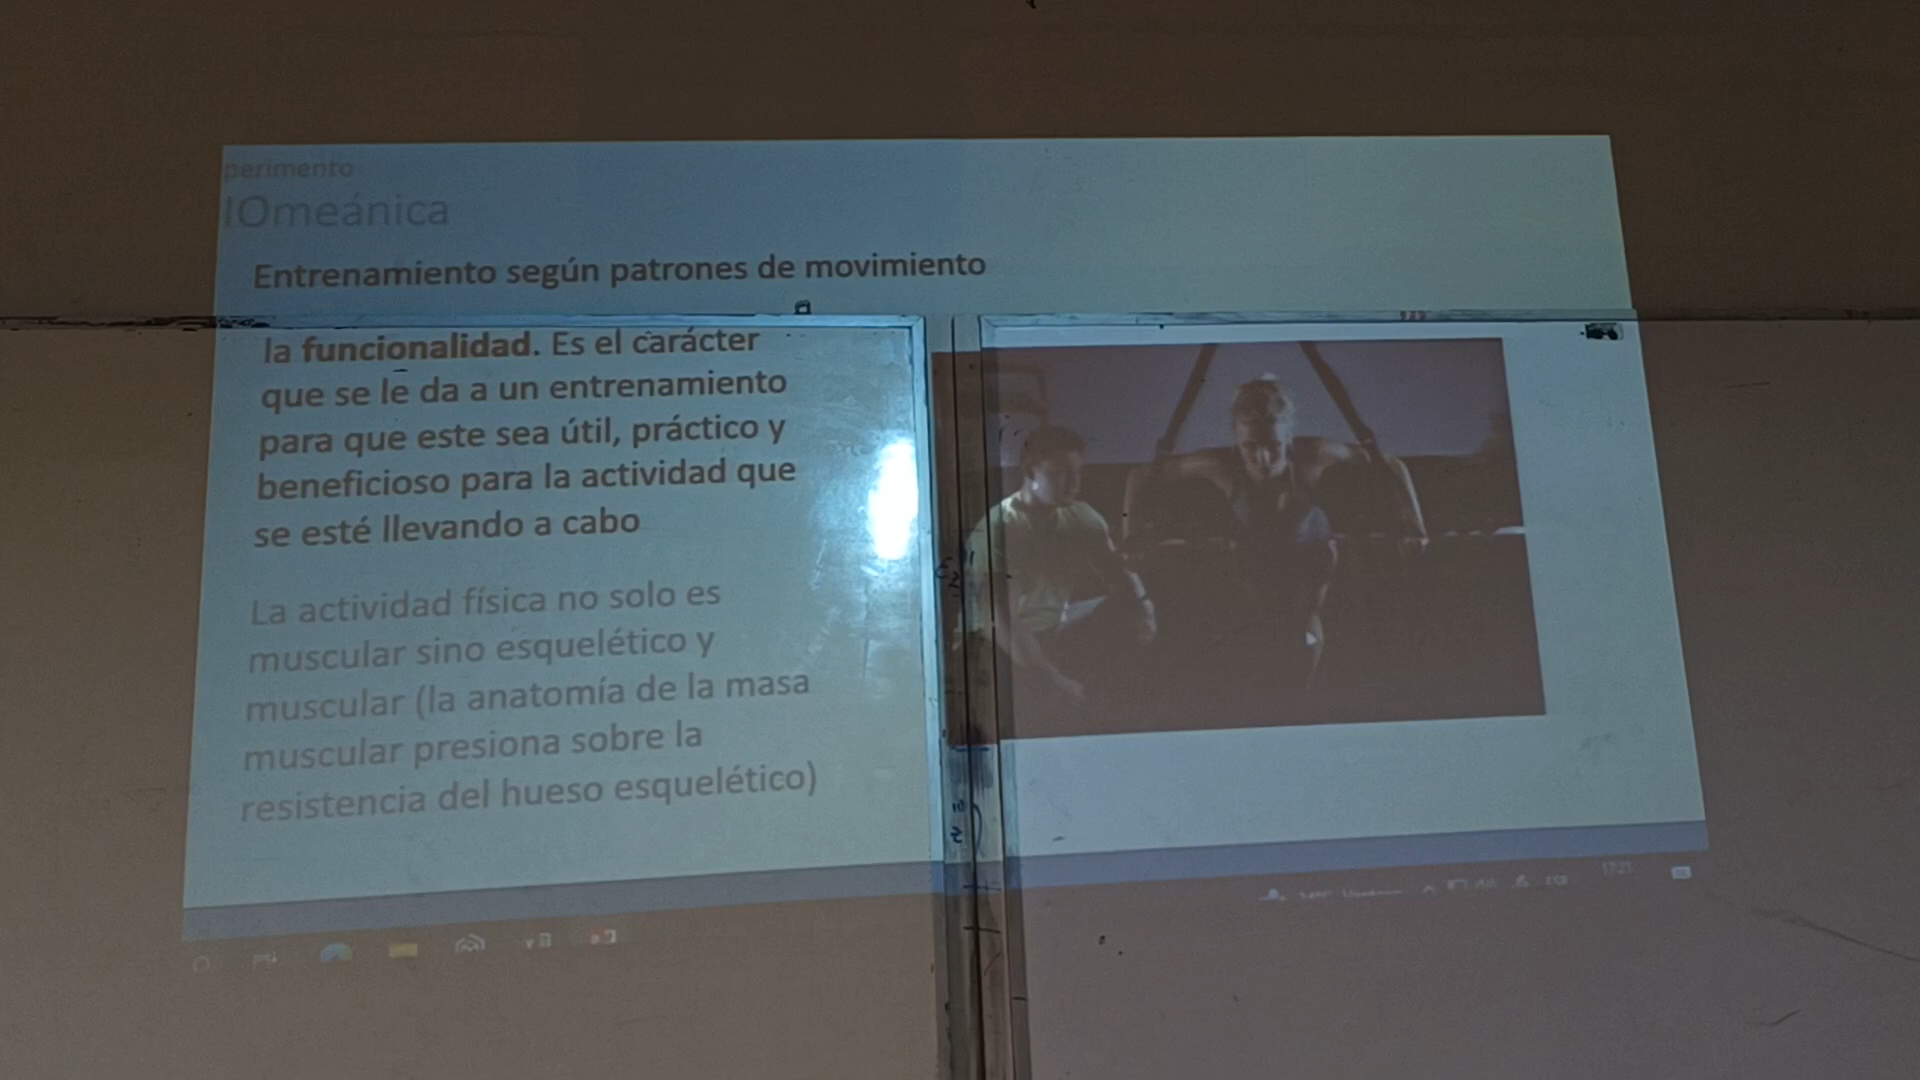 perimento
IOmeánica
Entrenamiento según patrones de movimiento
la funcionalidad. Es el carácter
que se le da a un entrenamiento
para que este sea útil, práctico y
beneficioso para la actividad que
se esté llevando a cabo
La actividad física no solo es
muscular sino esquelético y
muscular (la anatomía de la masa
muscular presiona sobre la
resistencia del hueso esquelético)
17:21